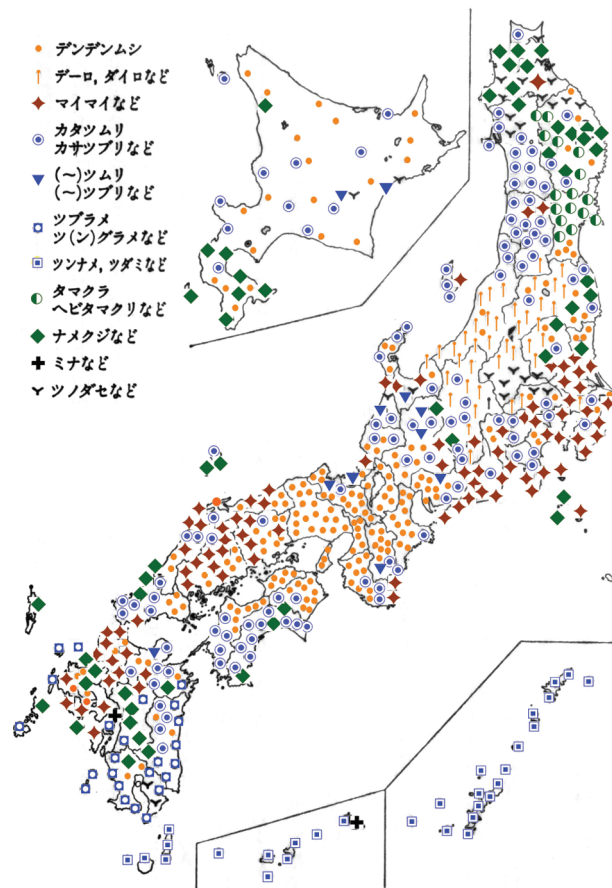 デンデンムシ
デーロ, ダイロなど
マイマイなど
カタツムリ
カサツブリなど
(～)ツムリ
(～)ツブリなど
ツブラメ
ツ(ン)グラメなど
ツンナメ, ツダミなど
タマクラ
ヘビタマクリなど
ナメクジなど
ミナなど
ツノダセなど